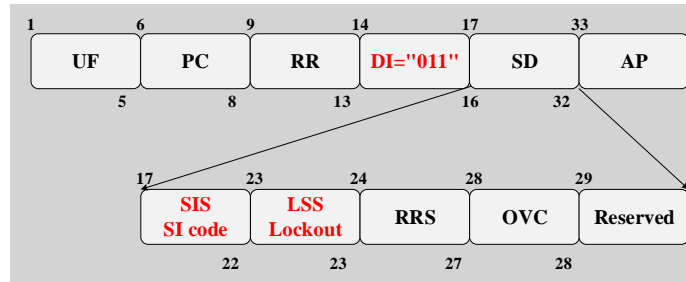 1 6 9 14 17 33
UF PC RR DI="011" SD AP
5 8 13 16 32
17 23 24 28 29
SIS LSS RRS OVC Reserved
SI code Lockout
22 23 27 28